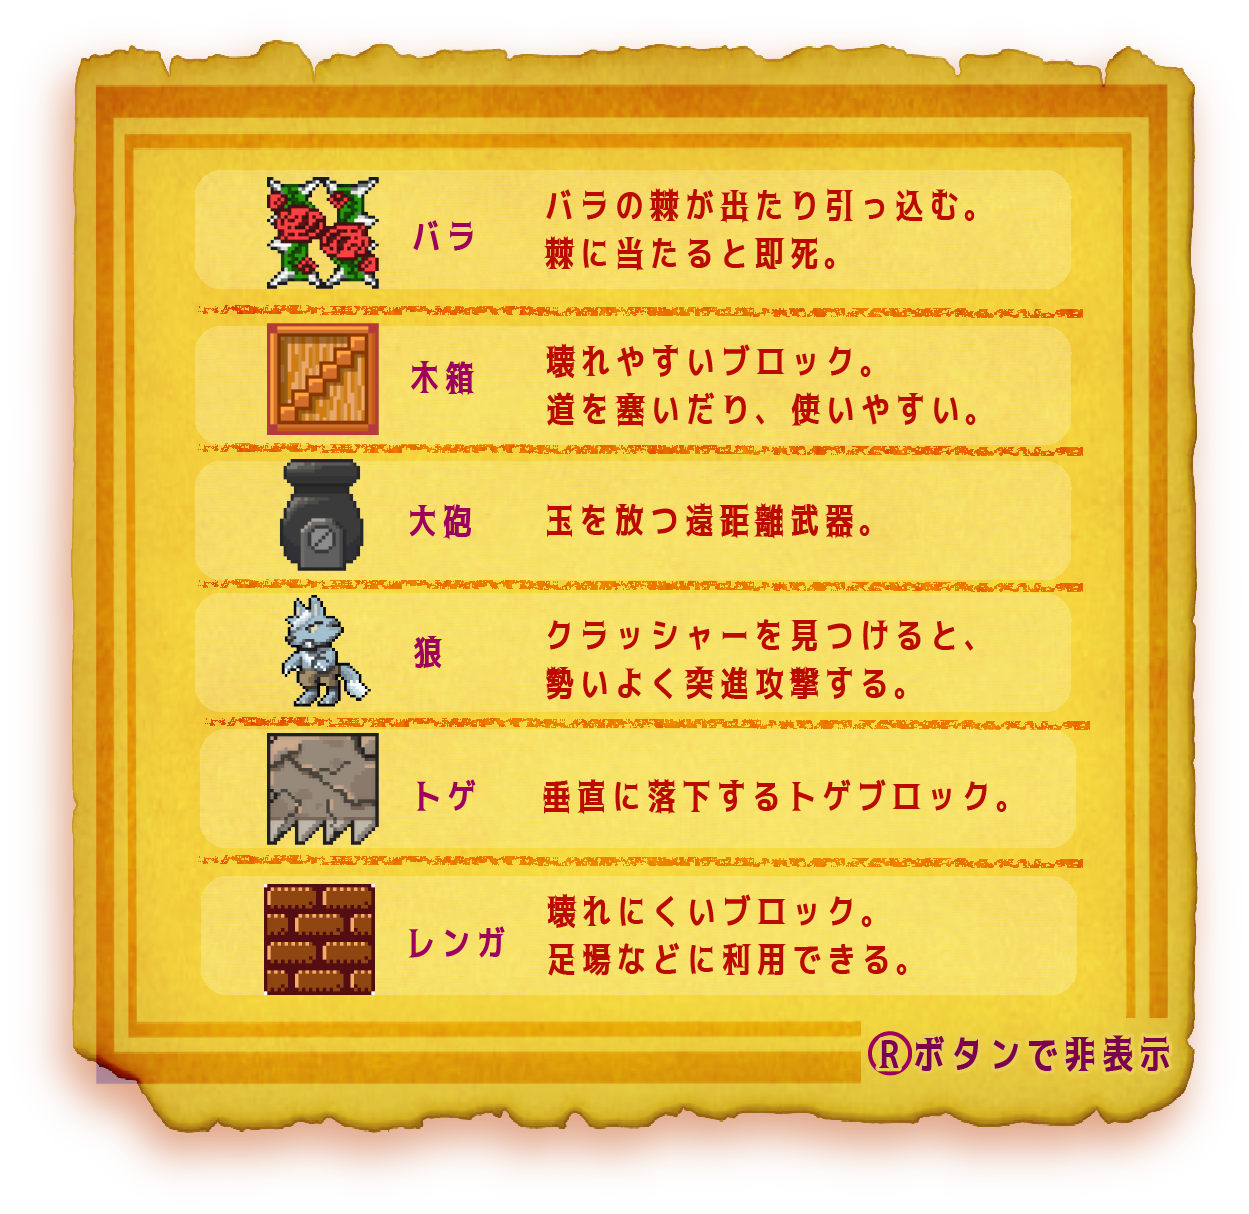 バラ
バラの棘が出たり引っ込む。
棘に当たると即死。
木箱
壊れやすいブロック。
道を塞いだり、使いやすい。
大砲
玉を放つ遠距離武器。
狼
クラッシャーを見つけると、
勢いよく突進攻撃する。
トゲ
垂直に落下するトゲブロック。
レンガ
壊れにくいブロック。
足場などに利用できる。
Ⓡボタンで非表示